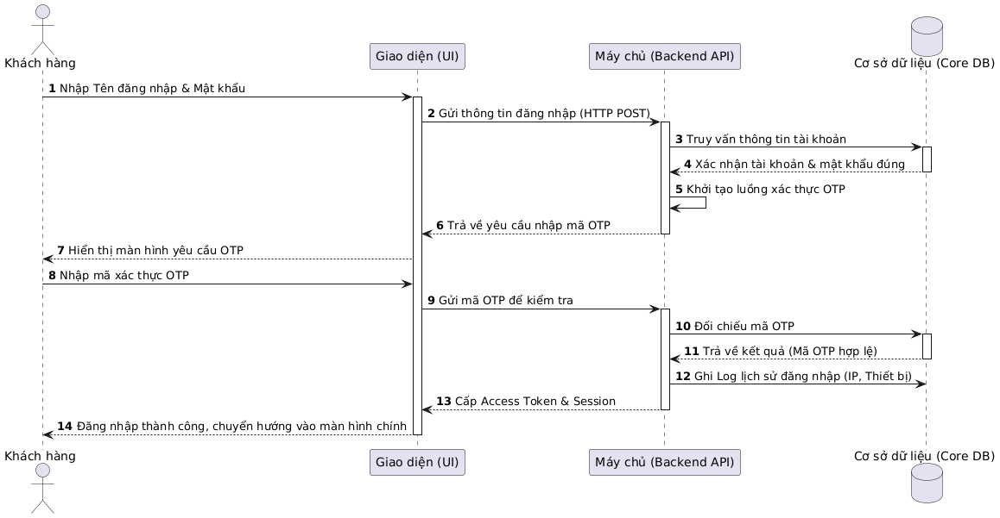 Khách hàng
Giao diện (UI)
Máy chủ (Backend API)
Cơ sở dữ liệu (Core DB)
1 Nhập Tên đăng nhập & Mật khẩu
2 Gửi thông tin đăng nhập (HTTP POST)
3 Truy vấn thông tin tài khoản
4 Xác nhận tài khoản & mật khẩu đúng
5 Khởi tạo luồng xác thực OTP
6 Trả về yêu cầu nhập mã OTP
7 Hiển thị màn hình yêu cầu OTP
8 Nhập mã xác thực OTP
9 Gửi mã OTP để kiểm tra
10 Đối chiếu mã OTP
11 Trả về kết quả (Mã OTP hợp lệ)
12 Ghi Log lịch sử đăng nhập (IP, Thiết bị)
13 Cấp Access Token & Session
14 Đăng nhập thành công, chuyển hướng vào màn hình chính
Khách hàng
Giao diện (UI)
Máy chủ (Backend API)
Cơ sở dữ liệu (Core DB)